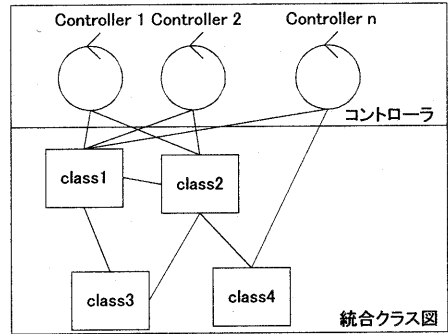 Controller 1 Controller 2 Controller n
コントローラ
class1
class2
class3
class4
統合クラス図